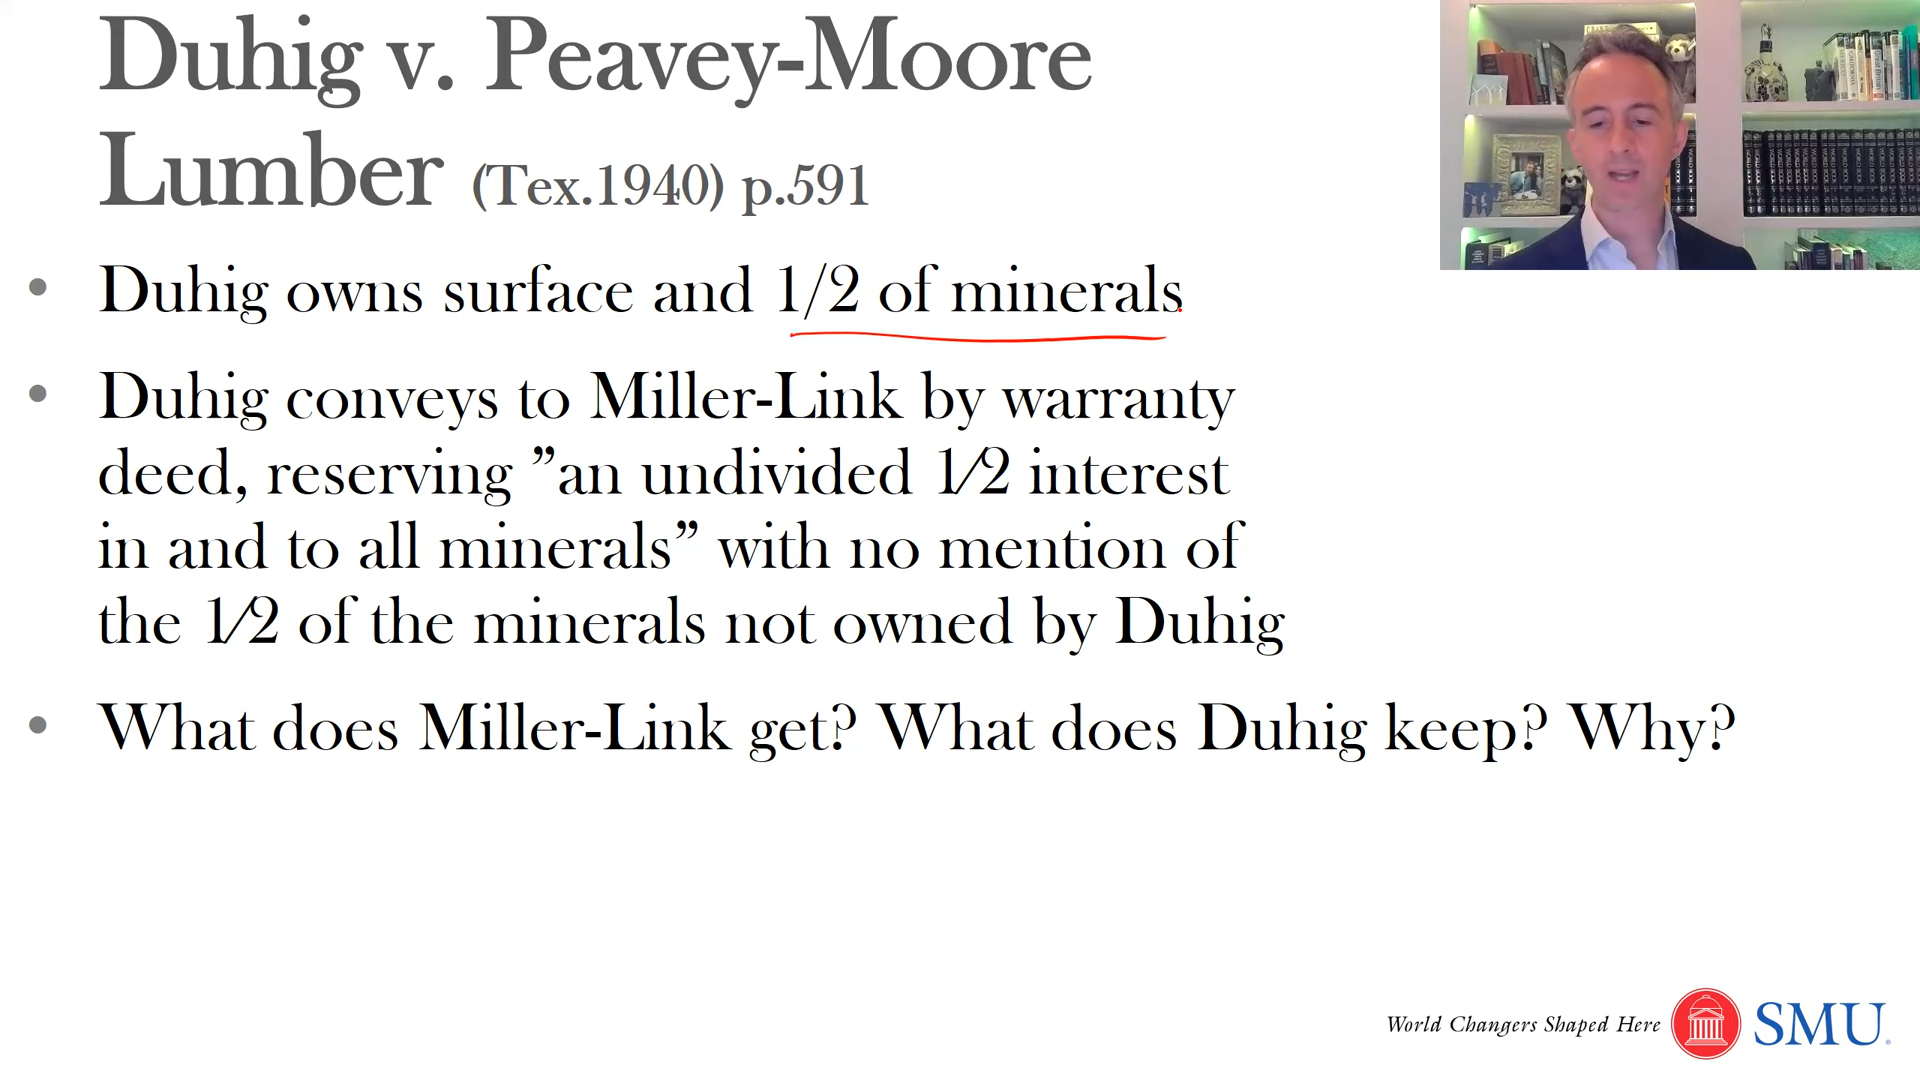 Duhig v. Peavey-Moore
Lumber (Tex.1940) p.591
• Duhig owns surface and 1/2 of minerals
• Duhig conveys to Miller-Link by warranty
deed, reserving ”an undivided 1⁄2 interest
in and to all minerals” with no mention of
the 1⁄2 of the minerals not owned by Duhig
• What does Miller-Link get? What does Duhig keep? Why?
World Changers Shaped Here
SMU